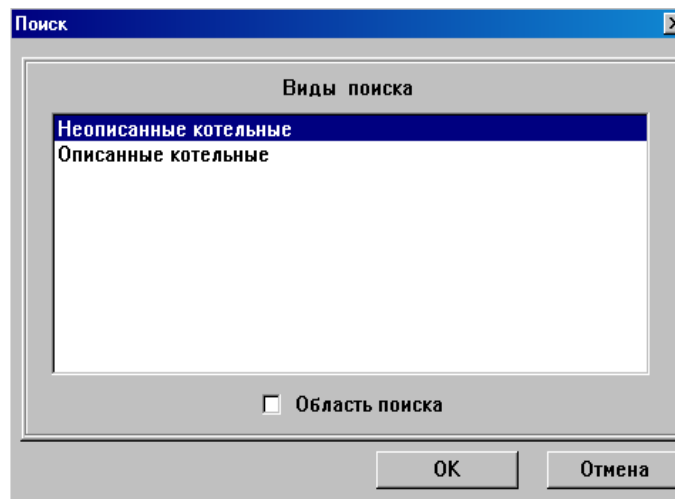 Поиск
Виды поиска
Неописанные котельные
Описанные котельные
Область поиска
OK
Отмена